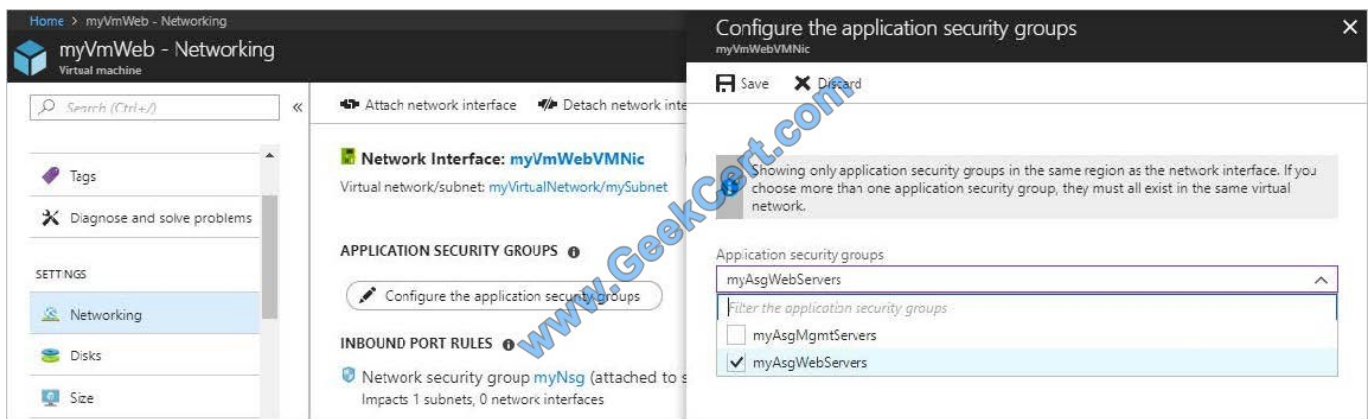 Home > myVmWeb - Networking
myVmWeb - Networking
Virtual machine
Search (Ctrl+/)
«
Tags
Diagnose and solve problems
SETTINGS
Networking
Disks
Size
Attach network interface
Detach network inte
Network Interface: myVmWebVMNic
Virtual network/subnet: myVirtualNetwork/mySubnet
APPLICATION SECURITY GROUPS
Configure the application security groups
INBOUND PORT RULES
Network security group myNsg (attached to s
Impacts 1 subnets, 0 network interfaces
Configure the application security groups
myVmWebVMNic
Save
Discard
Showing only application security groups in the same region as the network interface. If you
choose more than one application security group, they must all exist in the same virtual
network.
Application security groups
myAsgWebServers
Filter the application security groups
myAsgMgmtServers
myAsgWebServers
www.GeekCert.com